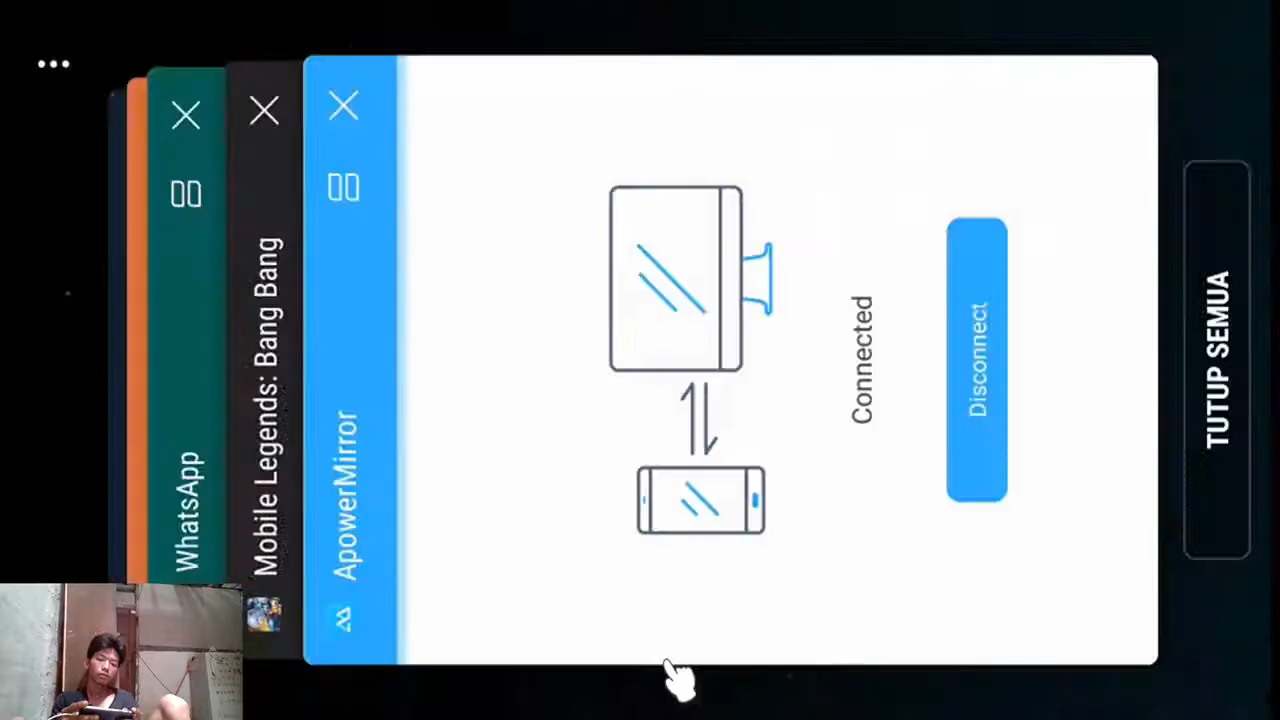 WhatsApp
Mobile Legends: Bang Bang
ApowerMirror
Connected
Disconnect
TUTUP SEMUA